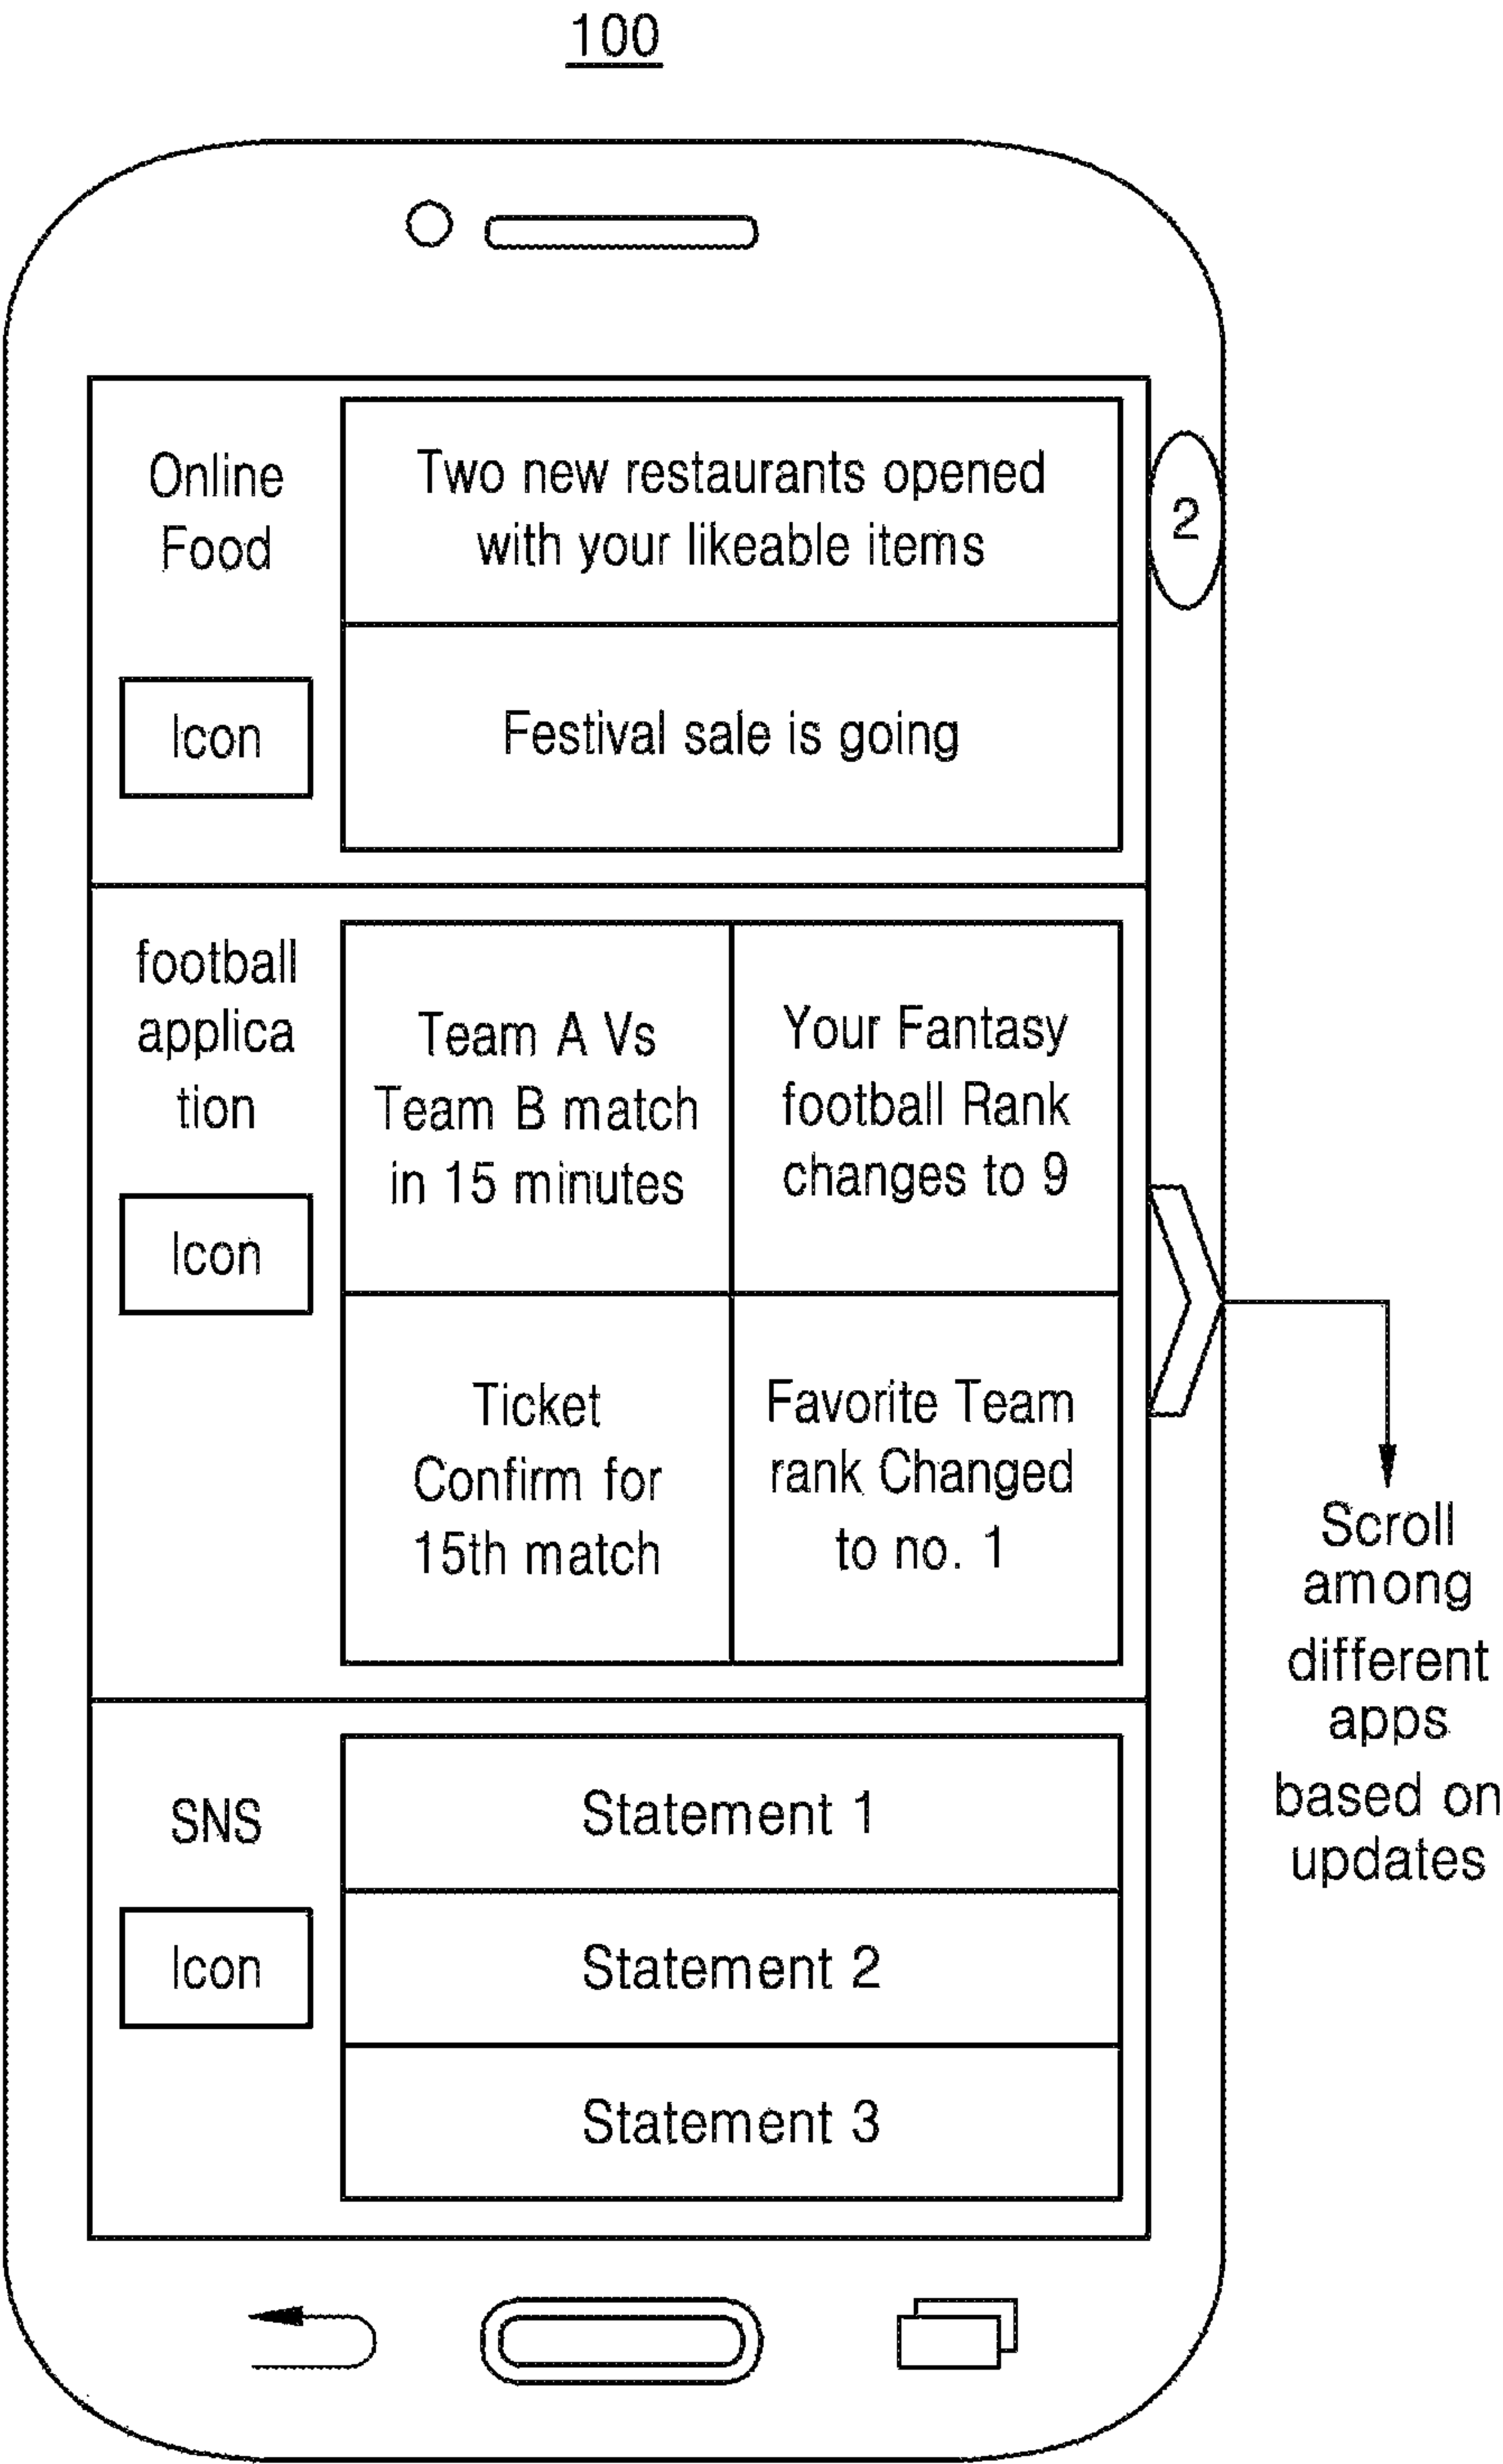 100
Online
Food
Icon
Two new restaurants opened
with your likeable items
Festival sale is going
2
football
applica
tion
Icon
Team A Vs
Team B match
in 15 minutes
Your Fantasy
football Rank
changes to 9
Ticket
Confirm for
15th match
Favorite Team
rank Changed
to no. 1
Scroll
among
different
apps
based on
updates
SNS
Icon
Statement 1
Statement 2
Statement 3